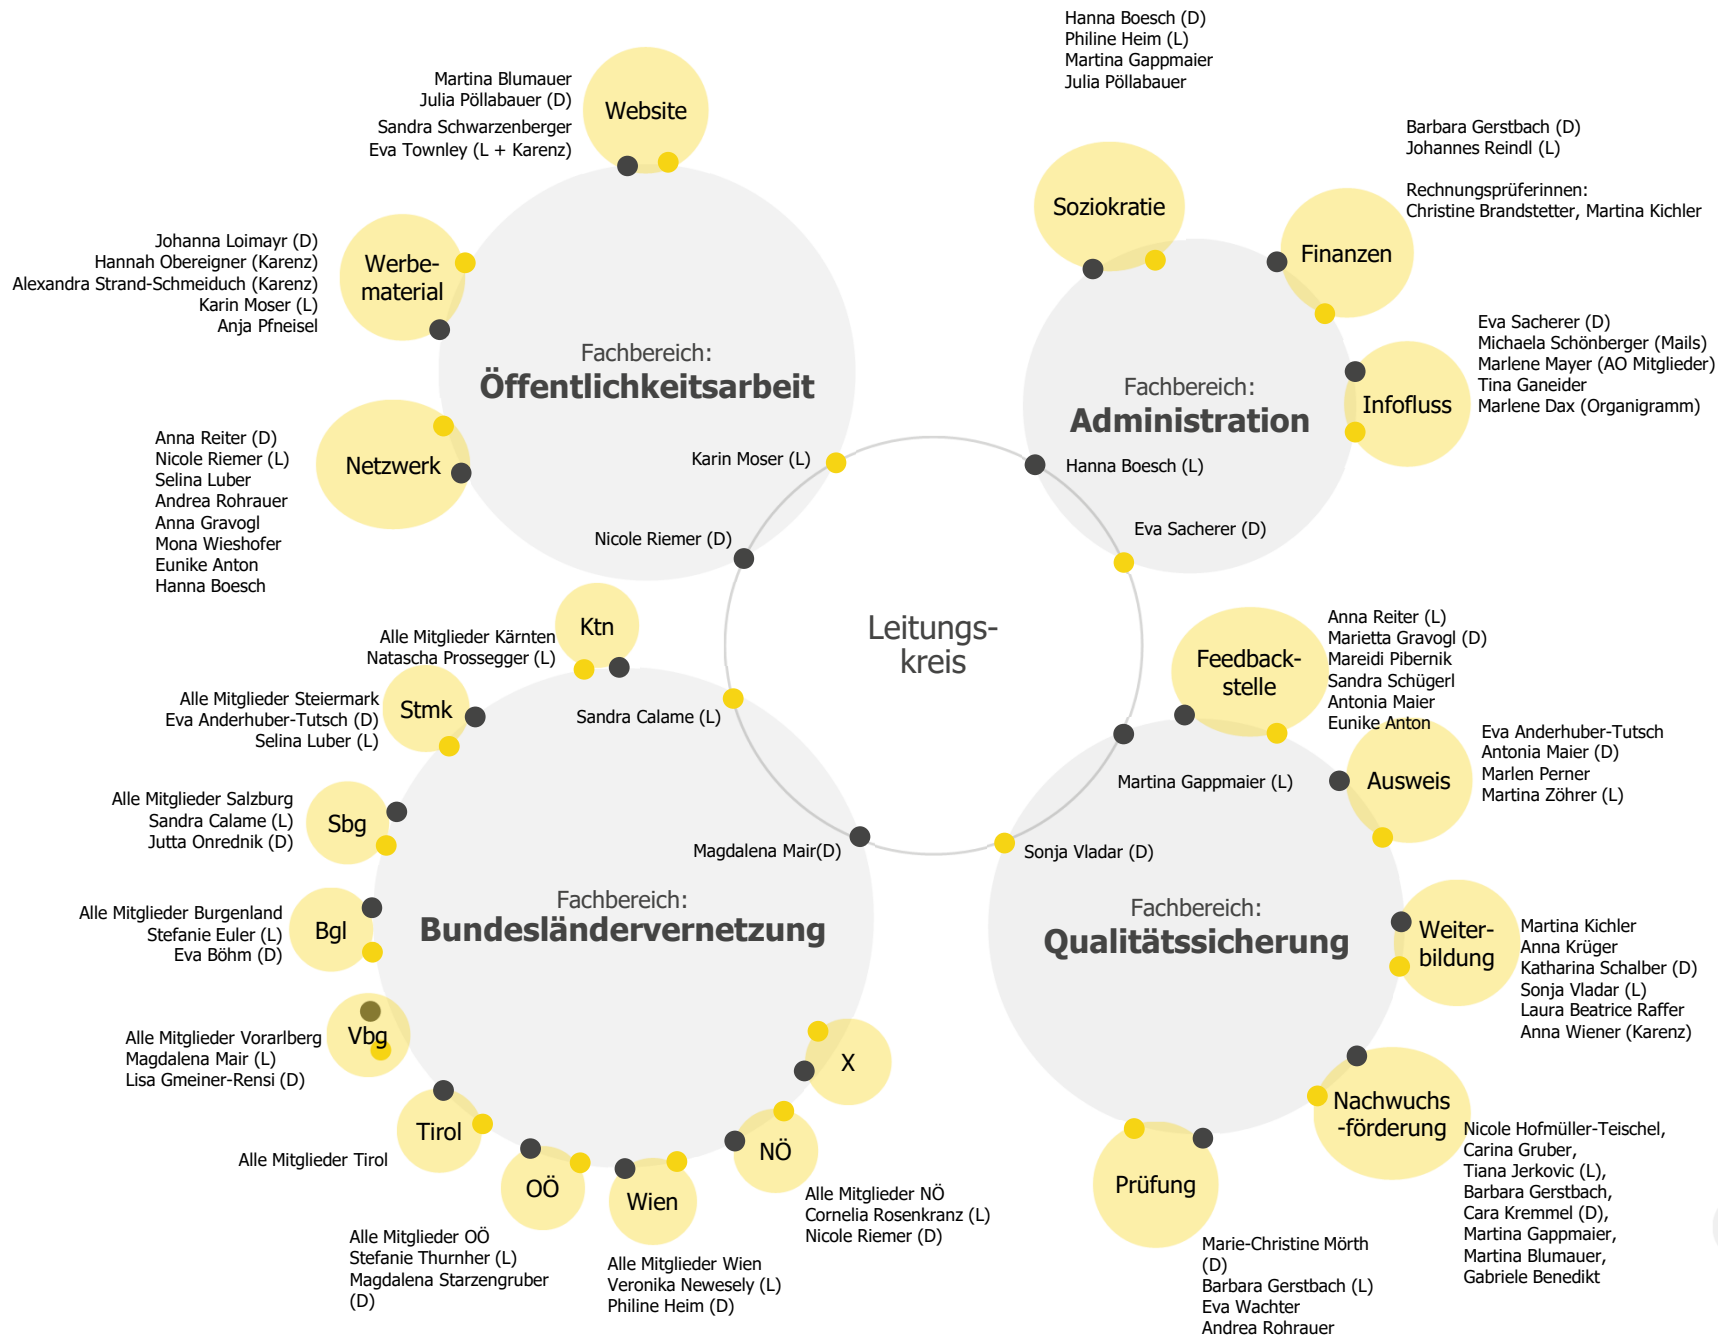 Hanna Boesch (D)
Philine Heim (L)
Martina Gappmaier
Julia Pöllabauer
Martina Blumauer
Julia Pöllabauer (D)
Sandra Schwarzenberger
Eva Townley (L + Karenz)
Website
Barbara Gerstbach (D)
Johannes Reindl (L)
Rechnungsprüferinnen:
Christine Brandstetter, Martina Kichler
Soziokratie
Finanzen
Johanna Loimayr (D)
Hannah Obereigner (Karenz)
Alexandra Strand-Schmeiduch (Karenz)
Karin Moser (L)
Anja Pfneisel
Werbe-
material
Eva Sacherer (D)
Michaela Schönberger (Mails)
Marlene Mayer (AO Mitglieder)
Tina Ganeider
Marlene Dax (Organigramm)
Infofluss
Fachbereich:
Öffentlichkeitsarbeit
Fachbereich:
Administration
Anna Reiter (D)
Nicole Riemer (L)
Selina Luber
Andrea Rohrauer
Anna Gravogl
Mona Wieshofer
Eunike Anton
Hanna Boesch
Netzwerk
Karin Moser (L)
Hanna Boesch (L)
Nicole Riemer (D)
Eva Sacherer (D)
Leitungs-
kreis
Alle Mitglieder Kärnten
Natascha Prossegger (L)
Ktn
Feedback-
stelle
Anna Reiter (L)
Marietta Gravogl (D)
Mareidi Pibernik
Sandra Schügerl
Antonia Maier
Eunike Anton
Alle Mitglieder Steiermark
Eva Anderhuber-Tutsch (D)
Selina Luber (L)
Stmk
Sandra Calame (L)
Martina Gappmaier (L)
Ausweis
Eva Anderhuber-Tutsch
Antonia Maier (D)
Marlen Perner
Martina Zöhrer (L)
Alle Mitglieder Salzburg
Sandra Calame (L)
Jutta Onrednik (D)
Sbg
Magdalena Mair(D)
Sonja Vladar (D)
Fachbereich:
Bundesländervernetzung
Fachbereich:
Qualitätssicherung
Alle Mitglieder Burgenland
Stefanie Euler (L)
Eva Böhm (D)
Bgl
Weiter-
bildung
Martina Kichler
Anna Krüger
Katharina Schalber (D)
Sonja Vladar (L)
Laura Beatrice Raffer
Anna Wiener (Karenz)
Alle Mitglieder Vorarlberg
Magdalena Mair (L)
Lisa Gmeiner-Rensi (D)
Vbg
X
Tirol
Alle Mitglieder Tirol
Nachwuchs
-förderung
Nicole Hofmüller-Teischel,
Carina Gruber,
Tiana Jerkovic (L),
Barbara Gerstbach,
Cara Kremmel (D),
Martina Gappmaier,
Martina Blumauer,
Gabriele Benedikt
OÖ
Alle Mitglieder OÖ
Stefanie Thurnher (L)
Magdalena Starzengruber
(D)
Wien
Alle Mitglieder Wien
Veronika Newesely (L)
Philine Heim (D)
NÖ
Alle Mitglieder NÖ
Cornelia Rosenkranz (L)
Nicole Riemer (D)
Prüfung
Marie-Christine Mörth
(D)
Barbara Gerstbach (L)
Eva Wachter
Andrea Rohrauer